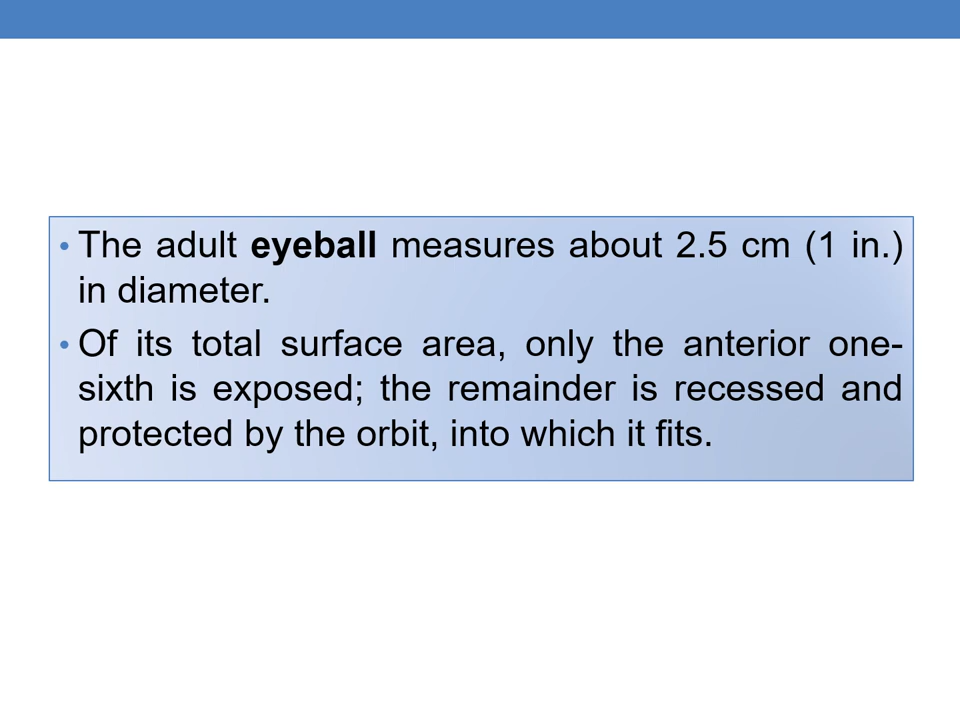 • The adult eyeball measures about 2.5 cm (1 in.)
in diameter.
• Of its total surface area, only the anterior one-
sixth is exposed; the remainder is recessed and
protected by the orbit, into which it fits.